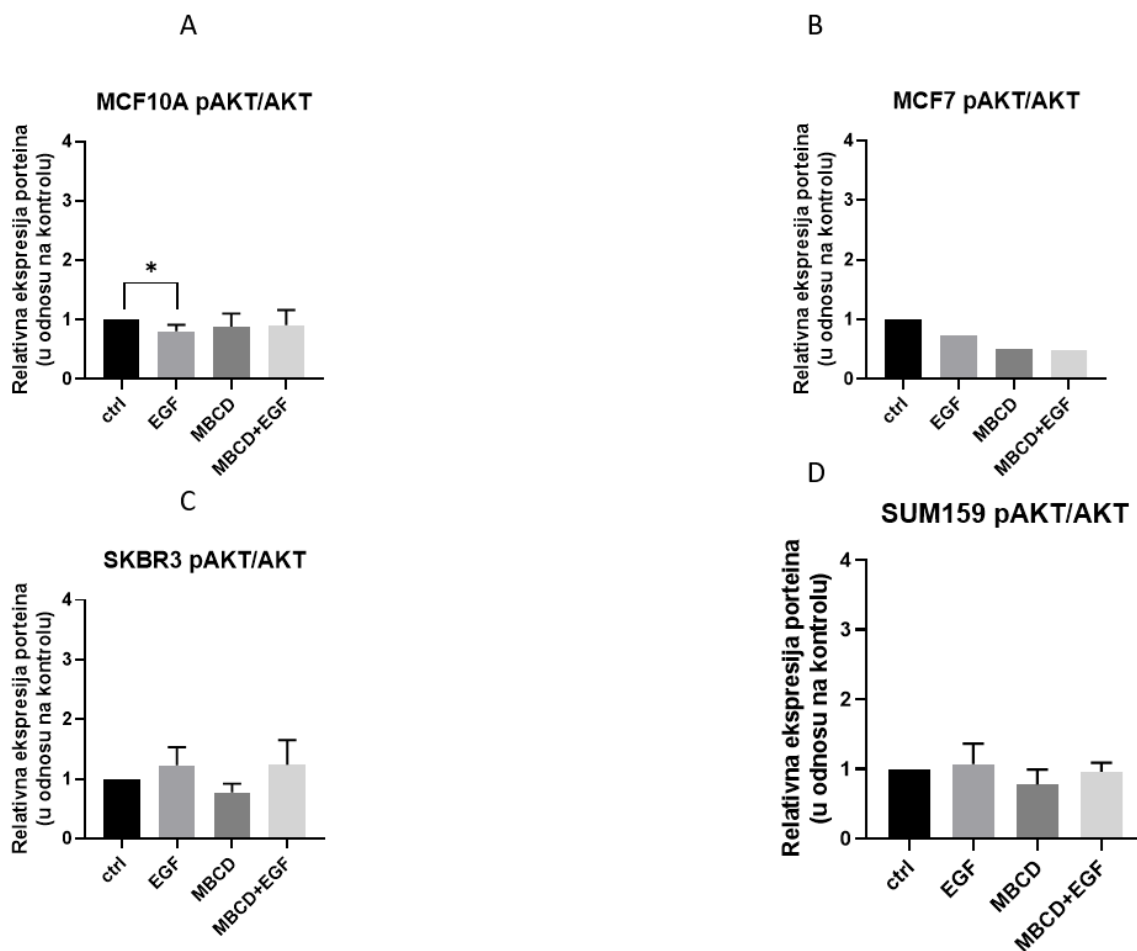 A
MCF10A pAKT/AKT
Relativna ekspresija porteina
(u odnosu na kontrolu)
4
3
2
1
0
*
ctrl
EGF
MBCD
MBCD+EGF
B
MCF7 pAKT/AKT
Relativna ekspresija porteina
(u odnosu na kontrolu)
4
3
2
1
0
ctrl
EGF
MBCD
MBCD+EGF
C
SKBR3 pAKT/AKT
Relativna ekspresija porteina
(u odnosu na kontrolu)
4
3
2
1
0
ctrl
EGF
MBCD
MBCD+EGF
D
SUM159 pAKT/AKT
Relativna ekspresija porteina
(u odnosu na kontrolu)
4
3
2
1
0
ctrl
EGF
MBCD
MBCD+EGF